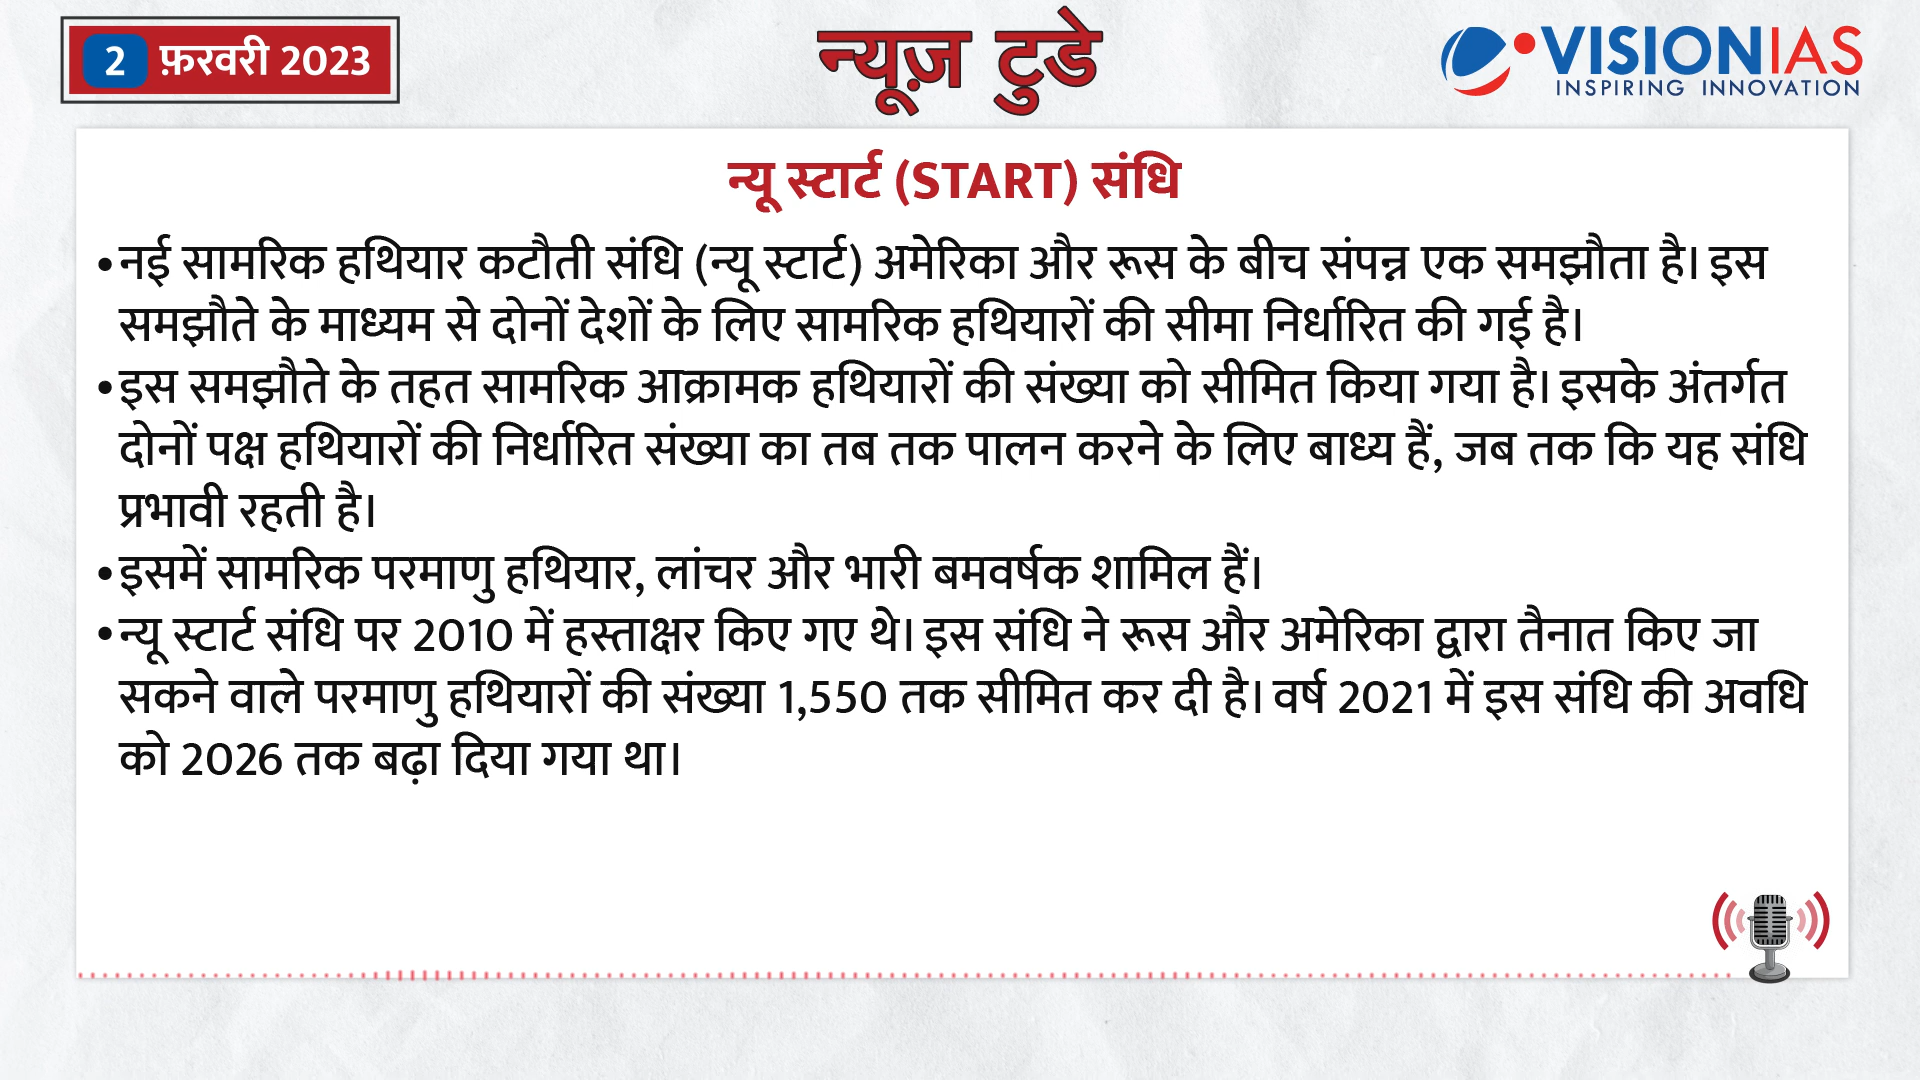 2 फ़रवरी 2023
न्यूज़ टुडे
VISIONIAS
INSPIRING INNOVATION
न्यू स्टार्ट (START) संधि
•नई सामरिक हथियार कटौती संधि (न्यू स्टार्ट) अमेरिका और रूस के बीच संपन्न एक समझौता है। इस
समझौते के माध्यम से दोनों देशों के लिए सामरिक हथियारों की सीमा निर्धारित की गई है।
•इस समझौते के तहत सामरिक आक्रामक हथियारों की संख्या को सीमित किया गया है। इसके अंतर्गत
दोनों पक्ष हथियारों की निर्धारित संख्या का तब तक पालन करने के लिए बाध्य हैं, जब तक कि यह संधि
प्रभावी रहती है।
•इसमें सामरिक परमाणु हथियार, लांचर और भारी बमवर्षक शामिल हैं।
•न्यू स्टार्ट संधि पर 2010 में हस्ताक्षर किए गए थे। इस संधि ने रूस और अमेरिका द्वारा तैनात किए जा
सकने वाले परमाणु हथियारों की संख्या 1,550 तक सीमित कर दी है। वर्ष 2021 में इस संधि की अवधि
को 2026 तक बढ़ा दिया गया था।